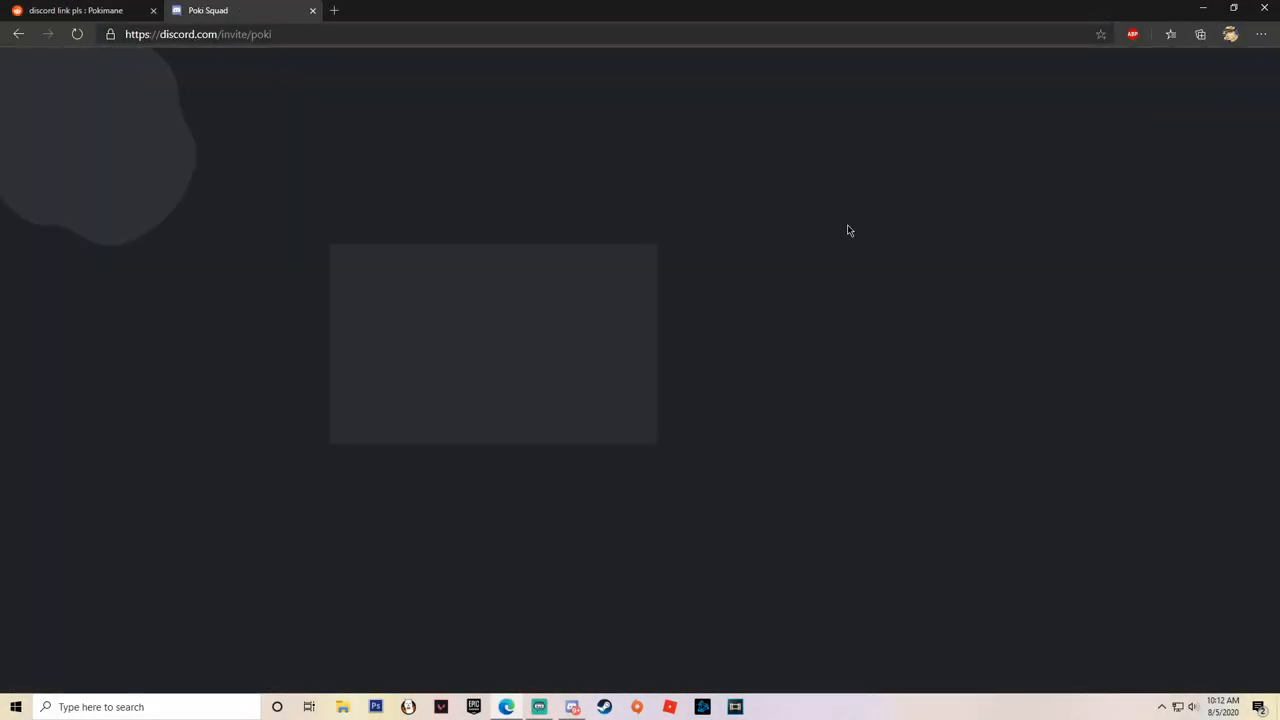 discord link pls : Pokimane
Poki Squad
https://discord.com/invite/poki
ABP
Type here to search
Ps
EPIC
10:12 AM
8/5/2020
2